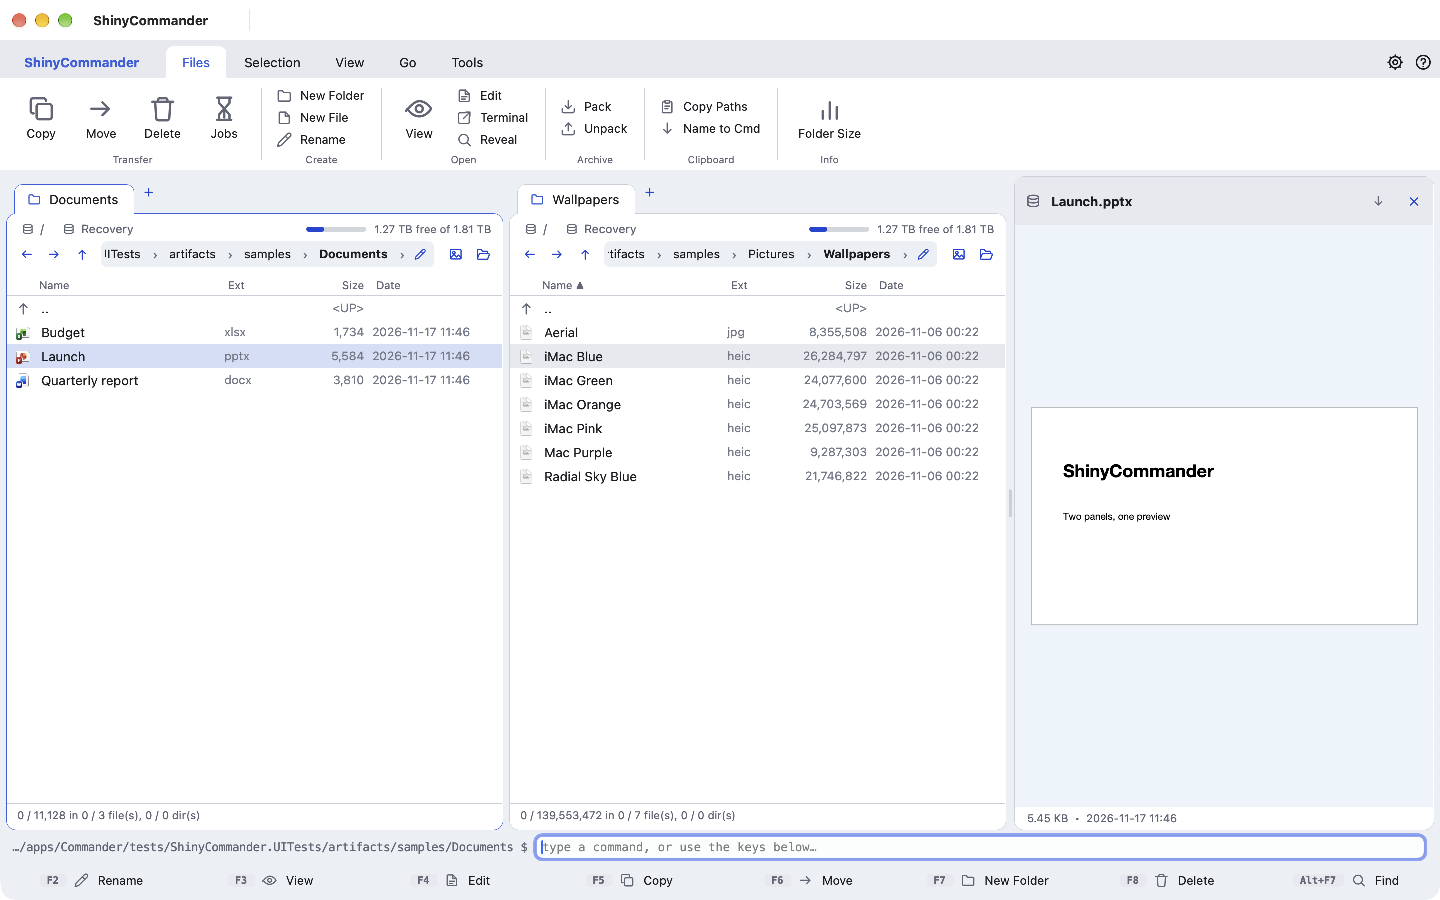 ShinyCommander
ShinyCommander Files Selection View Go Tools
Copy Move Delete Jobs
Transfer
New Folder
New File
Rename
Create
View
Edit
Terminal
Reveal
Open
Pack
Unpack
Archive
Copy Paths
Name to Cmd
Clipboard
Folder Size
Info
Documents +
/ Recovery 1.27 TB free of 1.81 TB
artifacts › samples › Documents ›
Name Ext Size Date
.. <UP>
Budget xlsx 1,734 2026-11-17 11:46
Launch pptx 5,584 2026-11-17 11:46
Quarterly report docx 3,810 2026-11-17 11:46
0 / 11,128 in 0 / 3 file(s), 0 / 0 dir(s)
Wallpapers +
/ Recovery 1.27 TB free of 1.81 TB
tifacts › samples › Pictures › Wallpapers ›
Name ▲ Ext Size Date
.. <UP>
Aerial jpg 8,355,508 2026-11-06 00:22
iMac Blue heic 26,284,797 2026-11-06 00:22
iMac Green heic 24,077,600 2026-11-06 00:22
iMac Orange heic 24,703,569 2026-11-06 00:22
iMac Pink heic 25,097,873 2026-11-06 00:22
Mac Purple heic 9,287,303 2026-11-06 00:22
Radial Sky Blue heic 21,746,822 2026-11-06 00:22
0 / 139,553,472 in 0 / 7 file(s), 0 / 0 dir(s)
Launch.pptx
ShinyCommander
Two panels, one preview
5.45 KB • 2026-11-17 11:46
…/apps/Commander/tests/ShinyCommander.UITests/artifacts/samples/Documents $ type a command, or use the keys below…
F2 Rename F3 View F4 Edit F5 Copy F6 Move F7 New Folder F8 Delete Alt+F7 Find